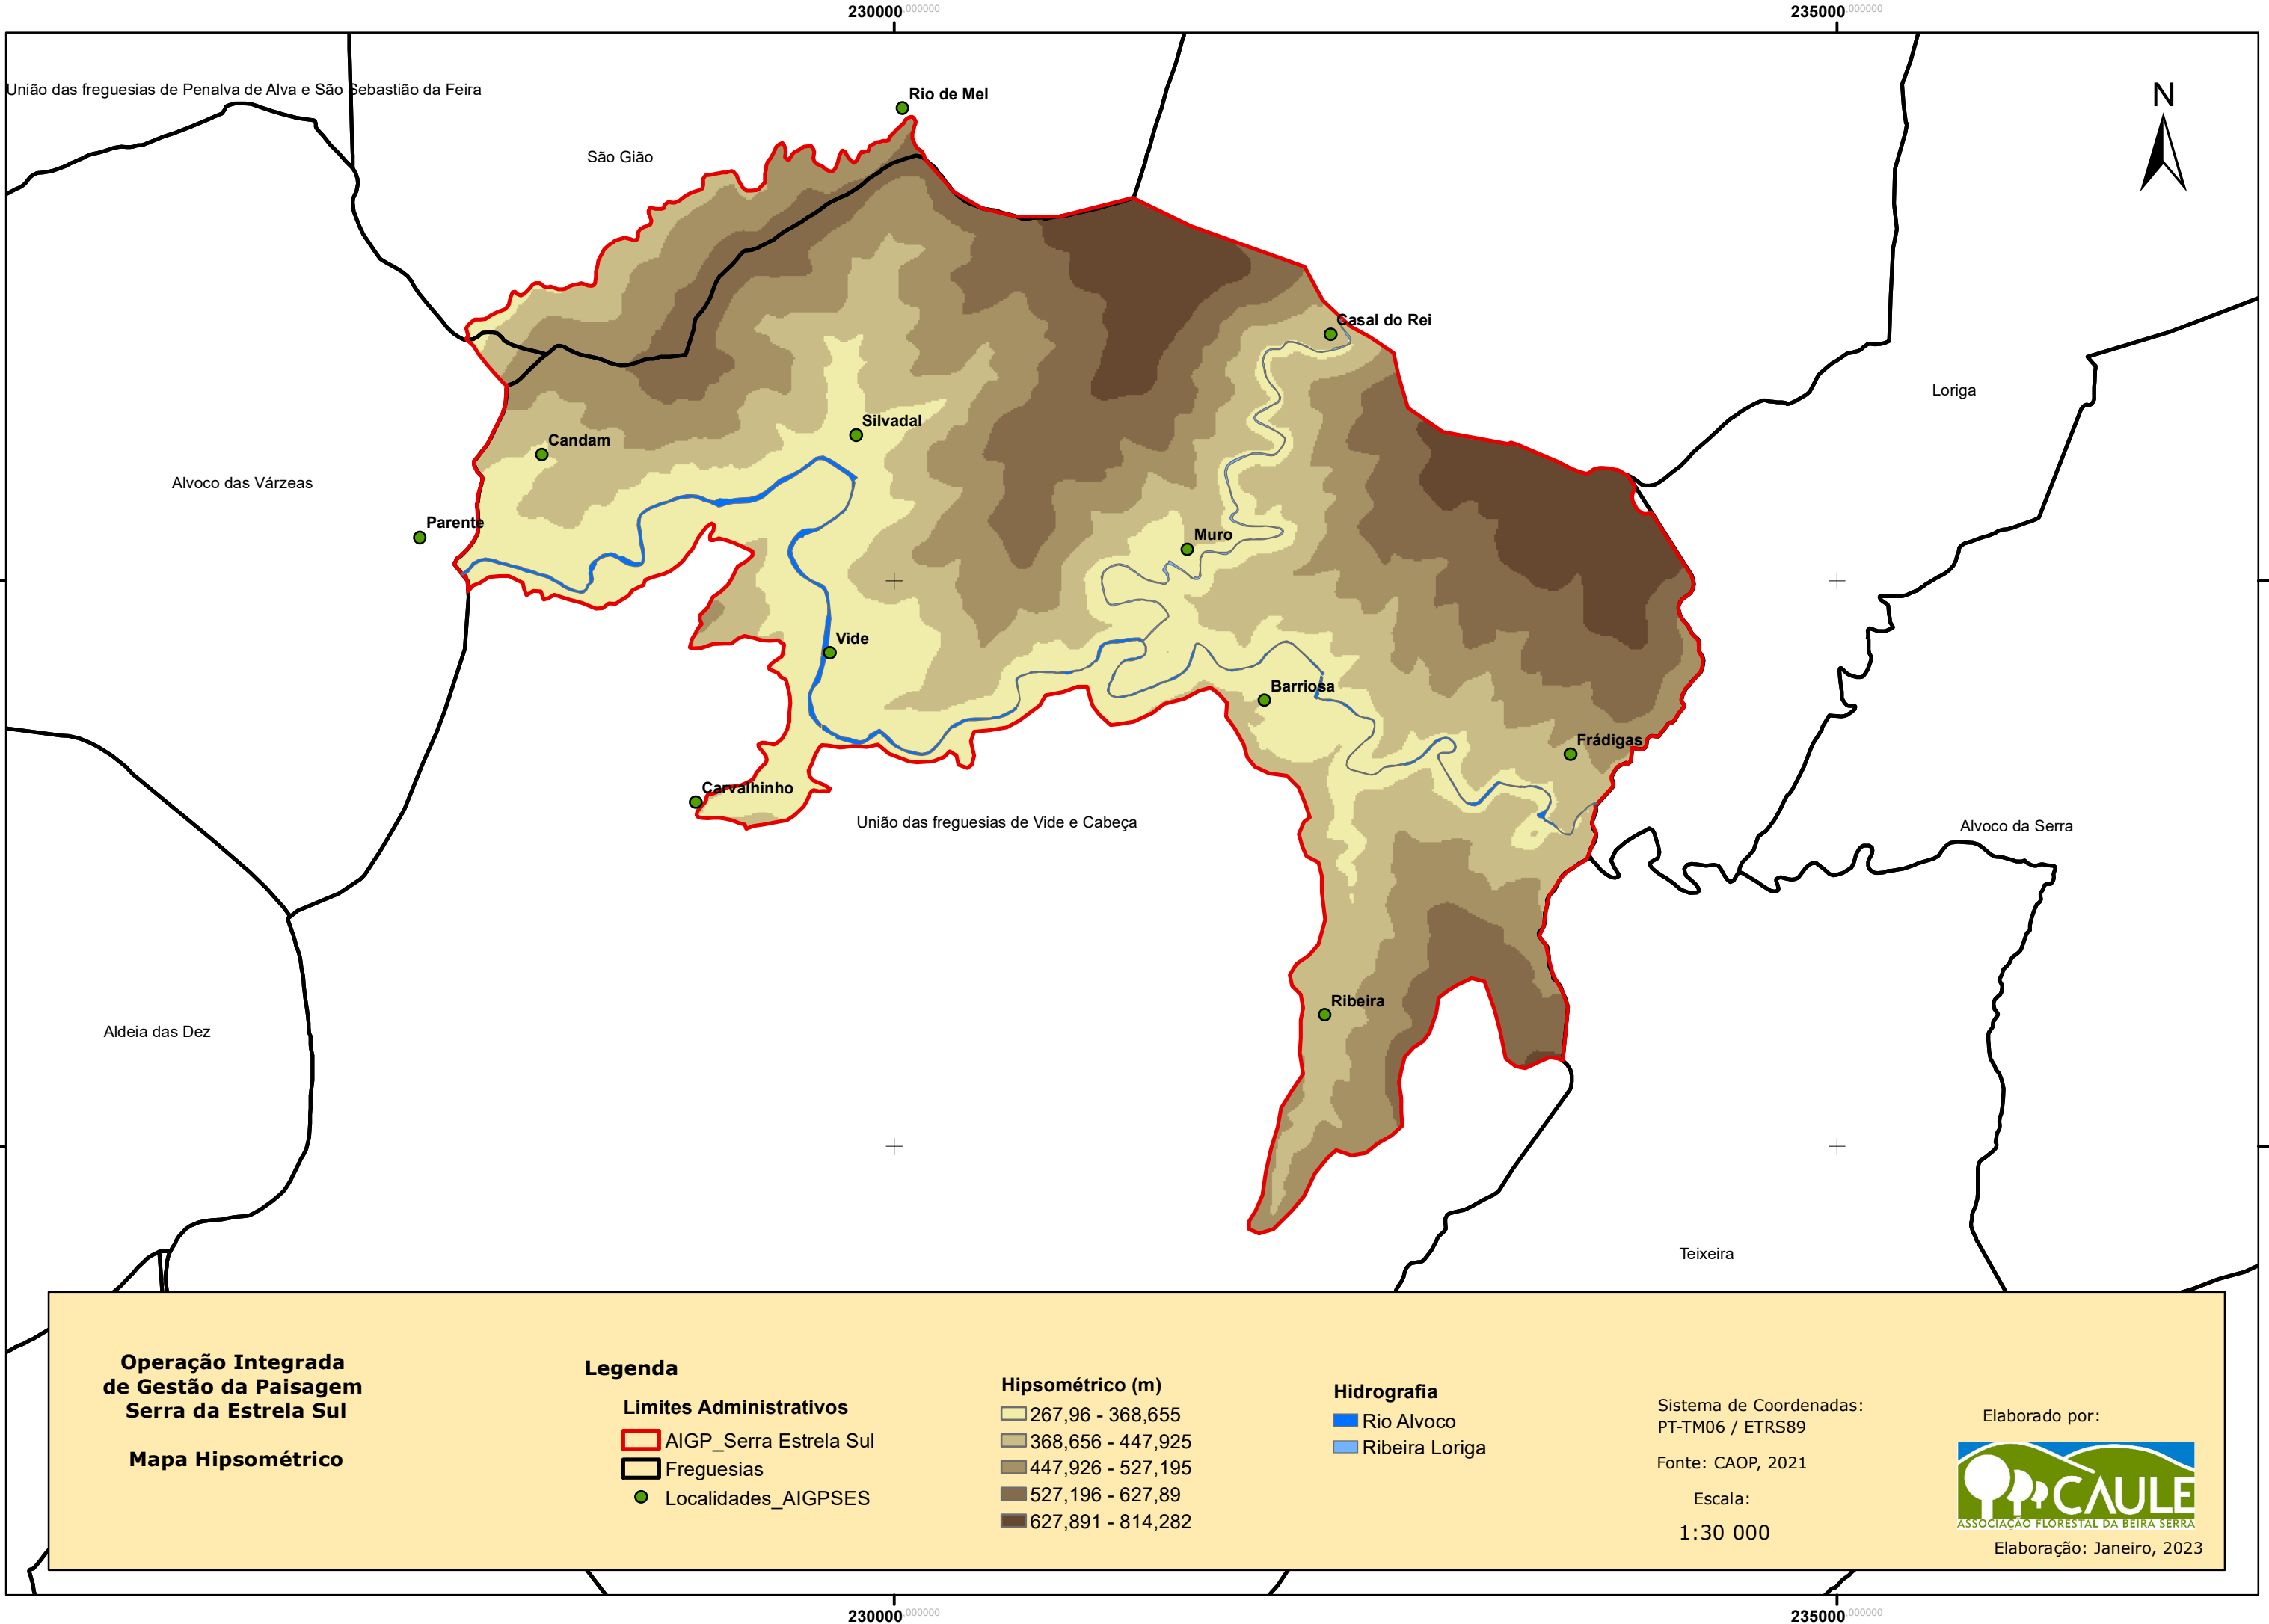 230000,000000
235000,000000
União das freguesias de Penalva de Alva e São Sebastião da Feira
Rio de Mel
N
São Gião
Casal do Rei
Loriga
Silvadal
Candam
Alvoco das Várzeas
Parente
Muro
Vide
Barriosa
Frádigas
Carvalhinho
União das freguesias de Vide e Cabeça
Alvoco da Serra
Ribeira
Aldeia das Dez
Teixeira
Operação Integrada
de Gestão da Paisagem
Serra da Estrela Sul
Mapa Hipsométrico
Legenda
Limites Administrativos
AIGP_Serra Estrela Sul
Freguesias
Localidades_AIGPSES
Hipsométrico (m)
267,96 - 368,655
368,656 - 447,925
447,926 - 527,195
527,196 - 627,89
627,891 - 814,282
Hidrografia
Rio Alvoco
Ribeira Loriga
Sistema de Coordenadas:
PT-TM06 / ETRS89
Fonte: CAOP, 2021
Escala:
1:30 000
Elaborado por:
CAULE
ASSOCIAÇÃO FLORESTAL DA BEIRA SERRA
Elaboração: Janeiro, 2023
230000,000000
235000,000000